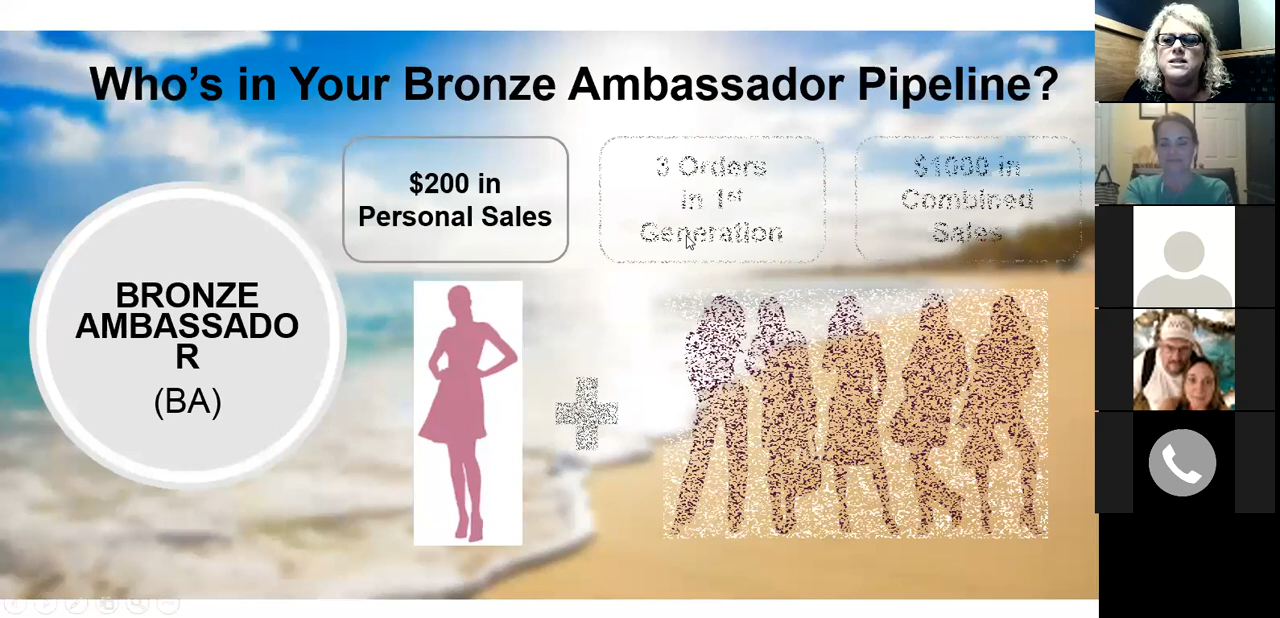 Who's in Your Bronze Ambassador Pipeline?
$200 in
Personal Sales
3 Orders
in 1st
Generation
$1000 in
Combined
Sales
BRONZE
AMBASSADO
R
(BA)